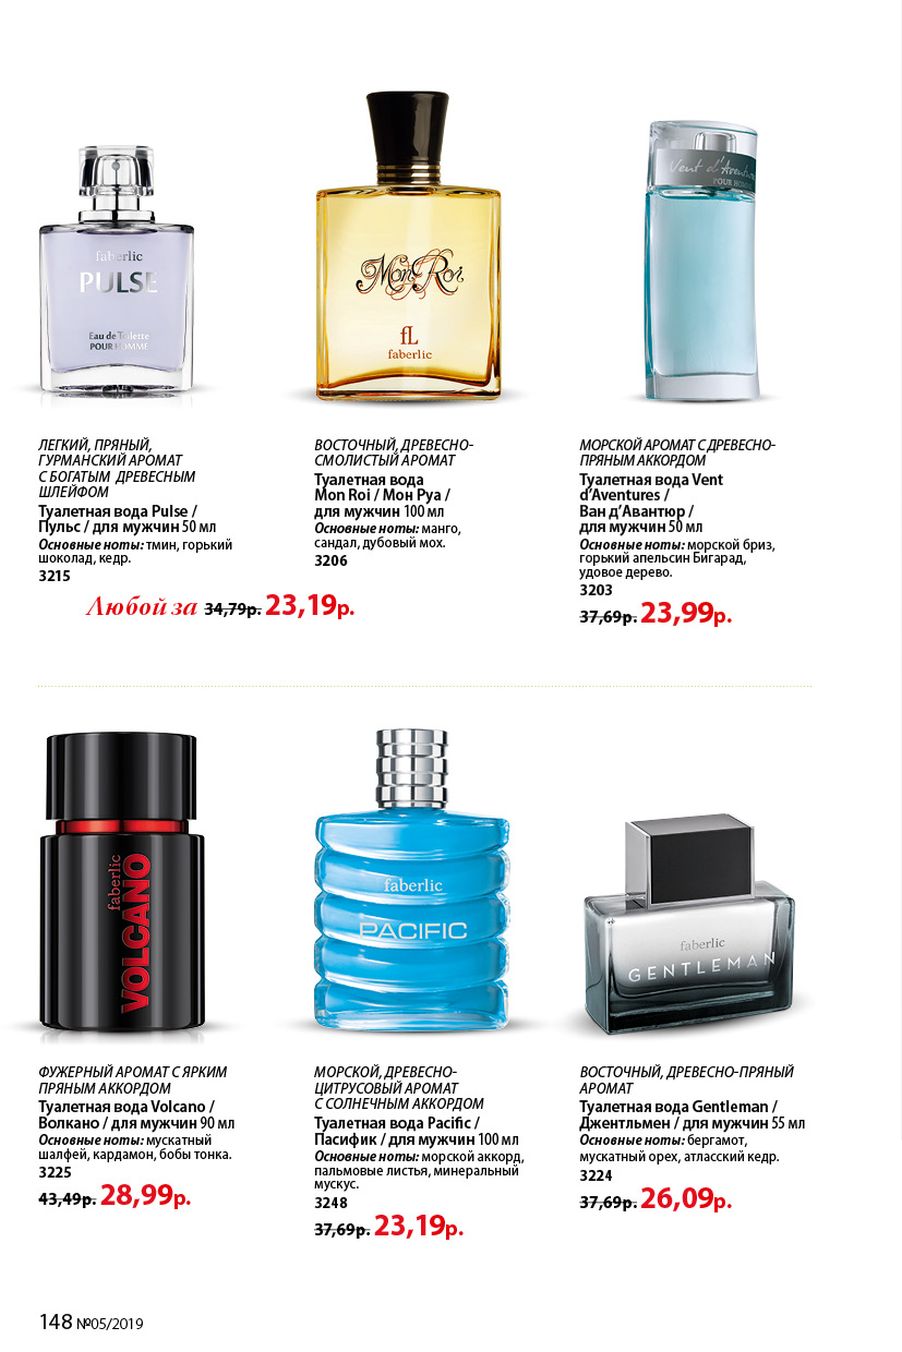 faberlic
PULSE
Eau de Toilette
POUR HOMME
Mon Roi
fL
faberlic
Vent d'Aventures
POUR HOMME
ЛЕГКИЙ, ПРЯНЫЙ,
ГУРМАНСКИЙ АРОМАТ
С БОГАТЫМ ДРЕВЕСНЫМ
ШЛЕЙФОМ
Туалетная вода Pulse /
Пульс / для мужчин 50 мл
Основные ноты: тмин, горький
шоколад, кедр.
3215
ВОСТОЧНЫЙ, ДРЕВЕСНО-
СМОЛИСТЫЙ АРОМАТ
Туалетная вода
Mon Roi / Мон Руа /
для мужчин 100 мл
Основные ноты: манго,
сандал, дубовый мох.
3206
Любой за 34,79р. 23,19р.
МОРСКОЙ АРОМАТ С ДРЕВЕСНО-
ПРЯНЫМ АККОРДОМ
Туалетная вода Vent
d’Aventures /
Ван д’Авантюр /
для мужчин 50 мл
Основные ноты: морской бриз,
горький апельсин Бигарад,
удовое дерево.
3203
37,69р. 23,99р.
faberlic
VOLCANO
faberlic
PACIFIC
faberlic
GENTLEMAN
ФУЖЕРНЫЙ АРОМАТ С ЯРКИМ
ПРЯНЫМ АККОРДОМ
Туалетная вода Volcano /
Волкано / для мужчин 90 мл
Основные ноты: мускатный
шалфей, кардамон, бобы тонка.
3225
43,49р. 28,99р.
МОРСКОЙ, ДРЕВЕСНО-
ЦИТРУСОВЫЙ АРОМАТ
С СОЛНЕЧНЫМ АККОРДОМ
Туалетная вода Pacific /
Пасифик / для мужчин 100 мл
Основные ноты: морской аккорд,
пальмовые листья, минеральный
мускус.
3248
37,69р. 23,19р.
ВОСТОЧНЫЙ, ДРЕВЕСНО-ПРЯНЫЙ
АРОМАТ
Туалетная вода Gentleman /
Джентльмен / для мужчин 55 мл
Основные ноты: бергамот,
мускатный орех, атласский кедр.
3224
37,69р. 26,09р.
148 №05/2019